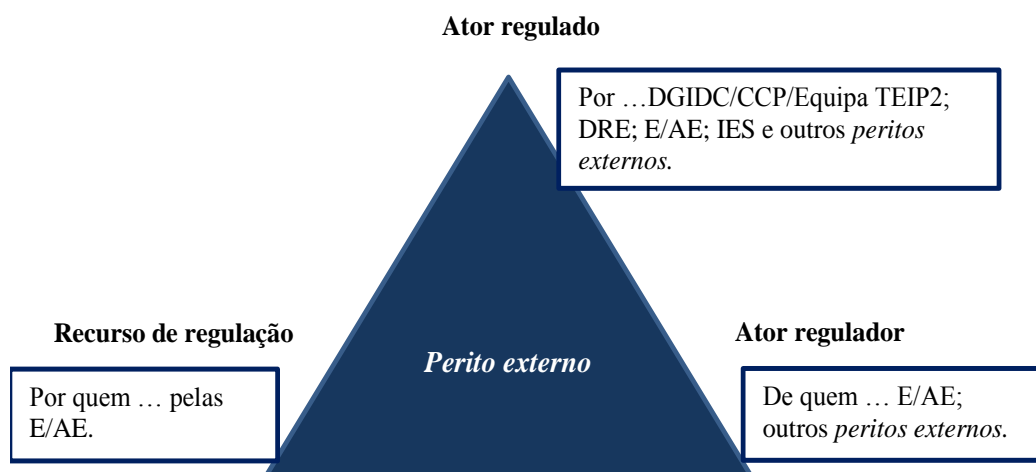 Ator regulado
Por …DGIDC/CCP/Equipa TEIP2;
DRE; E/AE; IES e outros peritos
externos.
Recurso de regulação
Ator regulador
Perito externo
Por quem … pelas
E/AE.
De quem … E/AE;
outros peritos externos.